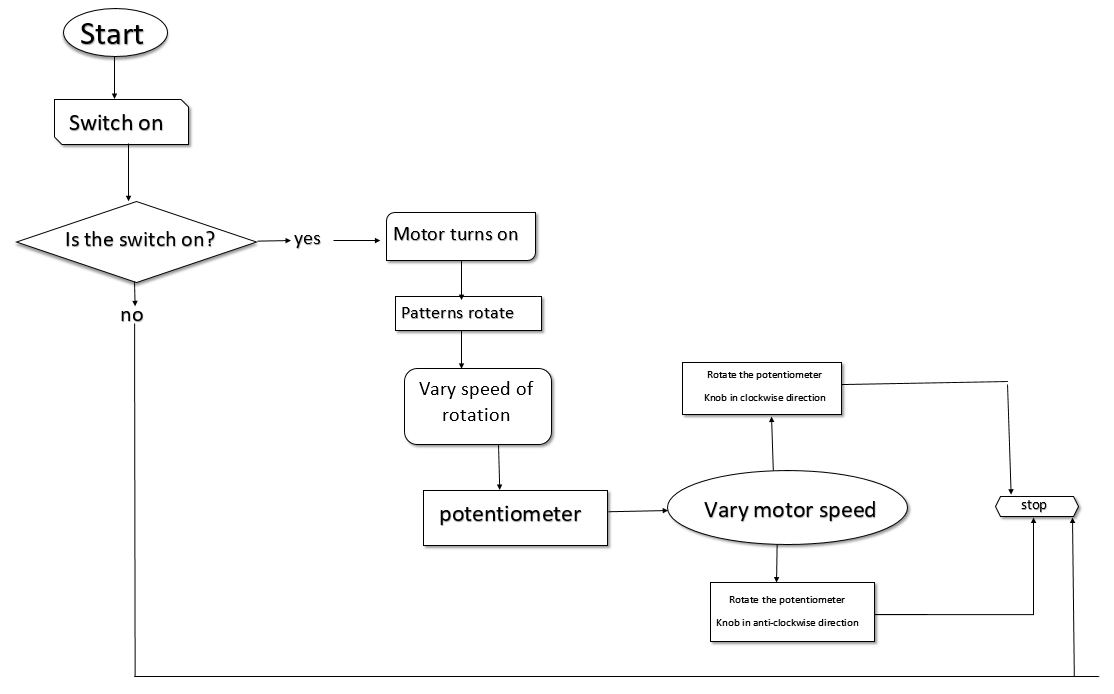 Start
Switch on
Is the switch on?
yes
Motor turns on
no
Patterns rotate
Vary speed of
rotation
Rotate the potentiometer
Knob in clockwise direction
potentiometer
Vary motor speed
stop
Rotate the potentiometer
Knob in anti-clockwise direction